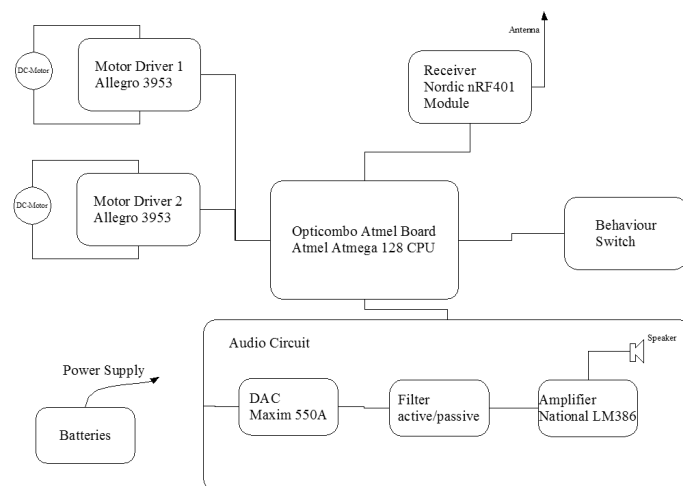 Antenna
DC-Motor
Motor Driver 1
Allegro 3953
Receiver
Nordic nRF401
Module
DC-Motor
Motor Driver 2
Allegro 3953
Opticombo Atmel Board
Atmel Atmega 128 CPU
Behaviour
Switch
Audio Circuit
Speaker
Power Supply
DAC
Maxim 550A
Filter
active/passive
Amplifier
National LM386
Batteries